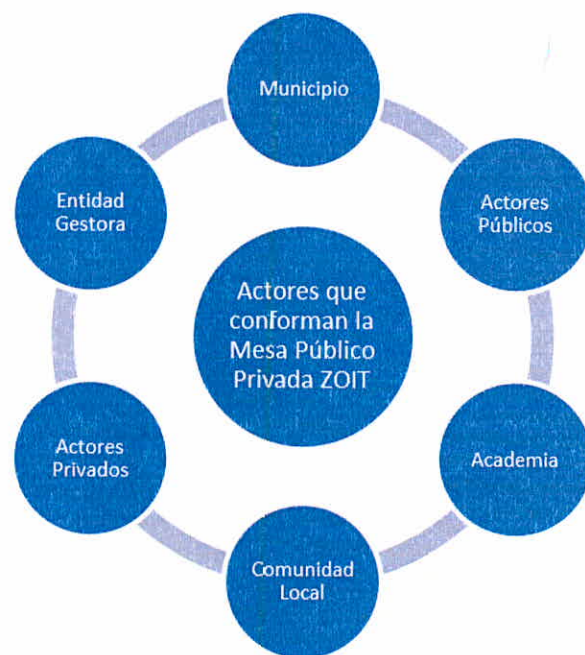 Municipio
Actores
Públicos
Academia
Comunidad
Local
Actores
Privados
Entidad
Gestora
Actores que
conforman la
Mesa Público
Privada ZOIT